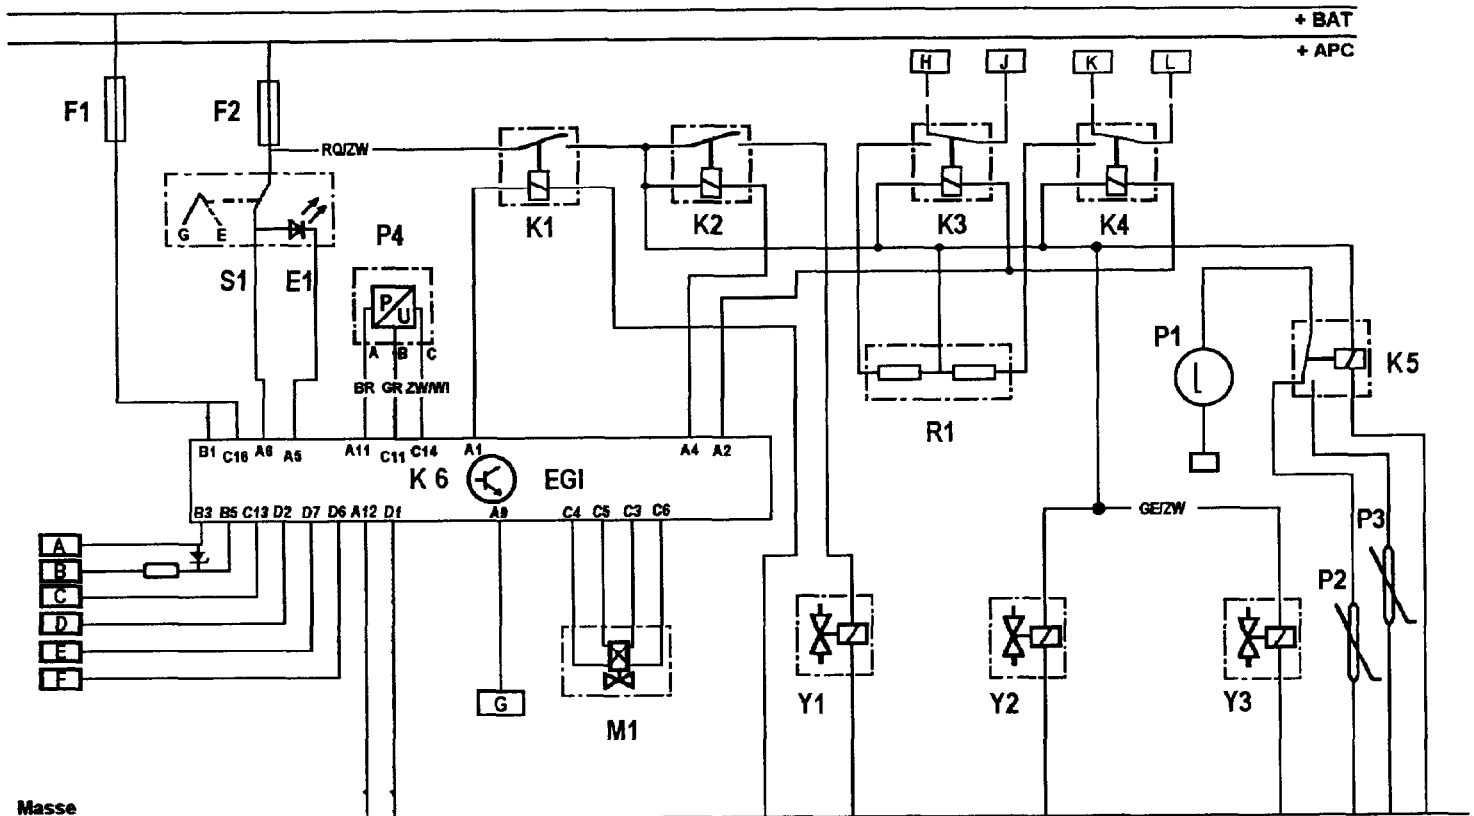 + BAT
+ APC
H J K L
F1 F2
RO/ZW
K1 K2 K3 K4
G E
P4
S1 E1
P U
P1
K5
A B C
BR GR ZW/WI
R1
B1 C16 A6 A5 A11 C11 C14 A1 A4 A2
K 6 EGI
B3 B5 C13 D2 D7 D6 A12 D1 A9 C4 C5 C3 C6
GE/ZW
P3
A
B
P2
C
D
E
F
G
Y1 Y2 Y3
M1
Masse